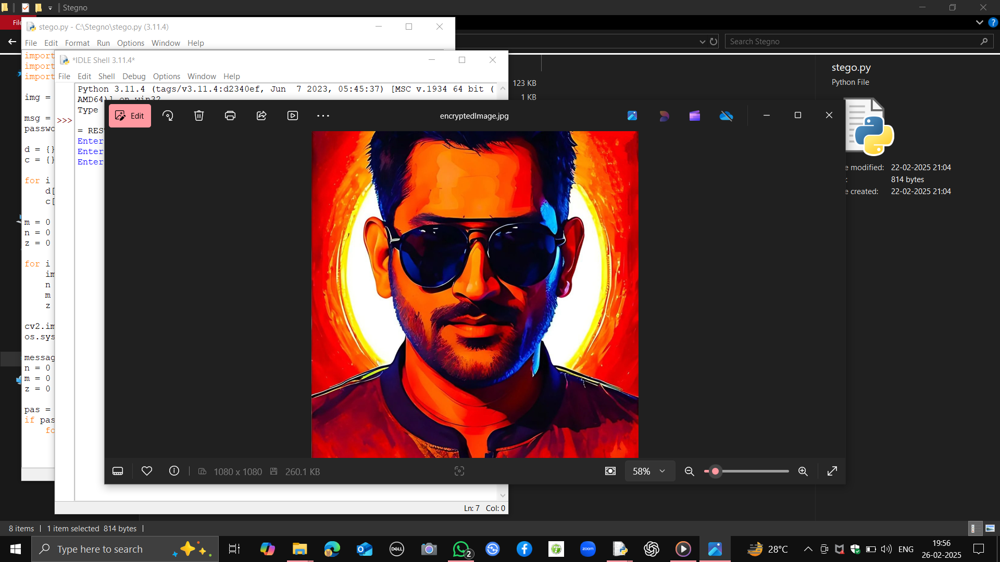 Stegno
File
stego.py - C:\Stegno\stego.py (3.11.4)
File Edit Format Run Options Window Help
Search Stegno
import
import
import
img =
msg =
d = {}
c = {}
for i
d[
c[
m = 0
n = 0
z = 0
for i
im
n
m
z
cv2.im
os.sys
messag
n = 0
m = 0
z = 0
pas =
if pas
fo
*IDLE Shell 3.11.4*
File Edit Shell Debug Options Window Help
Python 3.11.4 (tags/v3.11.4:d2340ef, Jun 7 2023, 05:45:37) [MSC v.1934 64 bit (
AMD64)] on win32
Type
>>>
= RES
Enter
Enter
Enter
Ln: 7 Col: 0
123 KB
1 KB
Edit
encryptedImage.jpg
1080 x 1080 260.1 KB
58%
stego.py
Python File
e modified: 22-02-2025 21:04
: 814 bytes
e created: 22-02-2025 21:04
8 items 1 item selected 814 bytes
Type here to search
DELL
2
zoom
28°C
ENG
19:56
26-02-2025